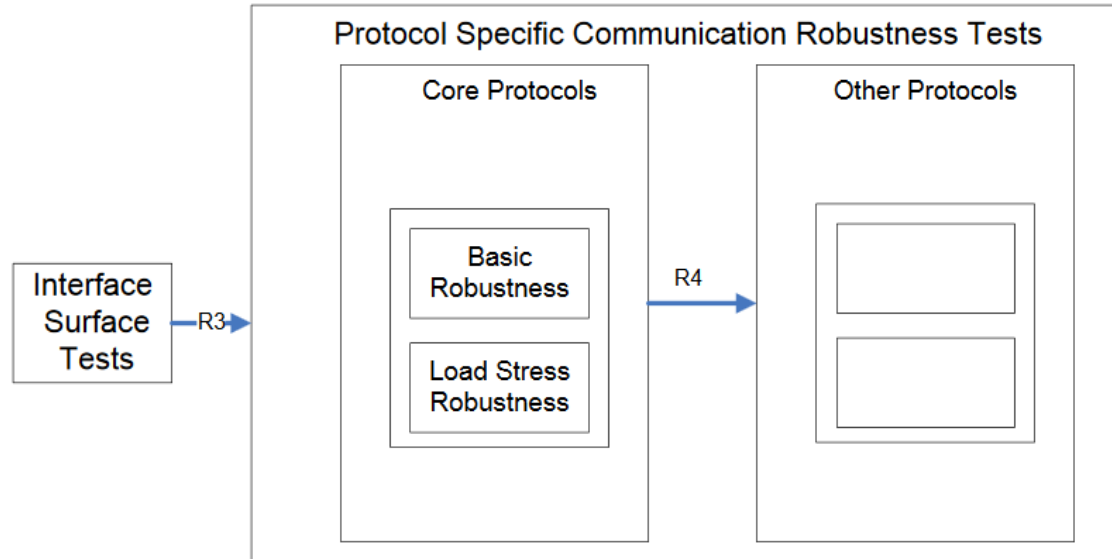 Protocol Specific Communication Robustness Tests
Core Protocols
Other Protocols
Basic
Robustness
Load Stress
Robustness
Interface
Surface
Tests
R3
R4